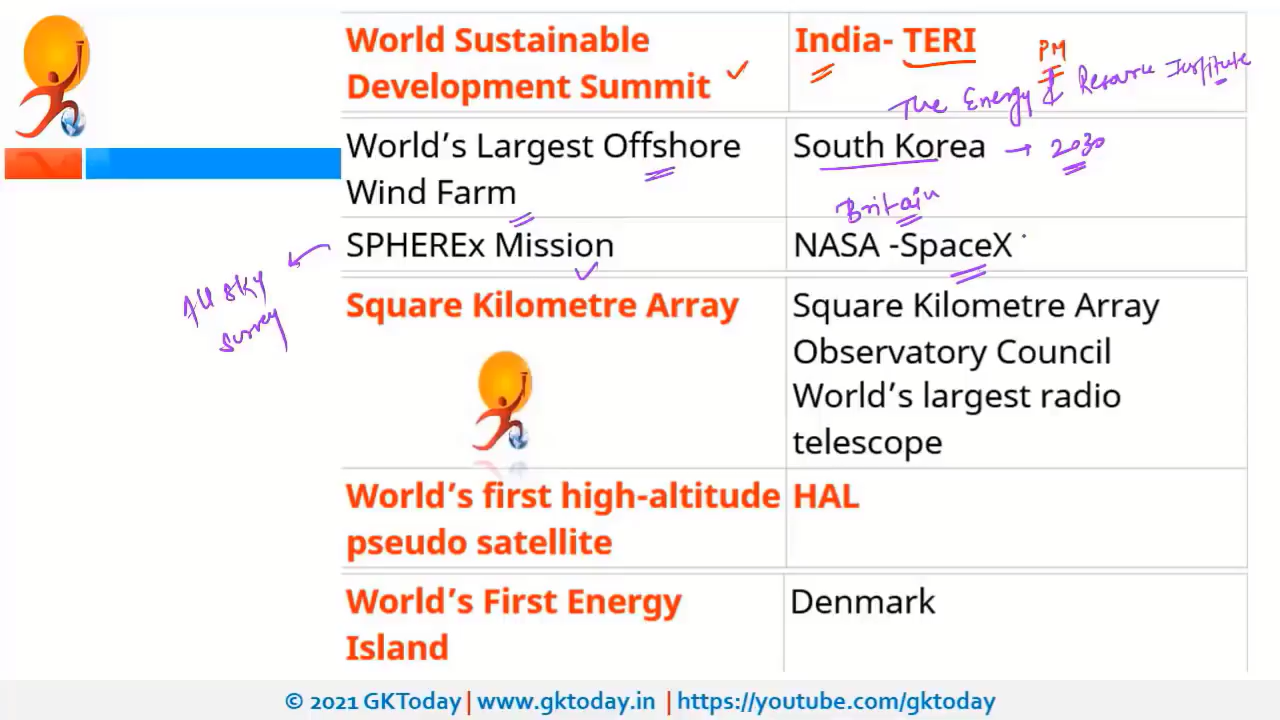 World Sustainable
Development Summit
India- TERI
PM
The Energy & Resource Institute
World's Largest Offshore
Wind Farm
South Korea → 2030
Britain
SPHEREx Mission
NASA -SpaceX
All sky
survey
Square Kilometre Array
Square Kilometre Array
Observatory Council
World's largest radio
telescope
World's first high-altitude
pseudo satellite
HAL
World's First Energy
Island
Denmark
© 2021 GKToday | www.gktoday.in | https://youtube.com/gktoday